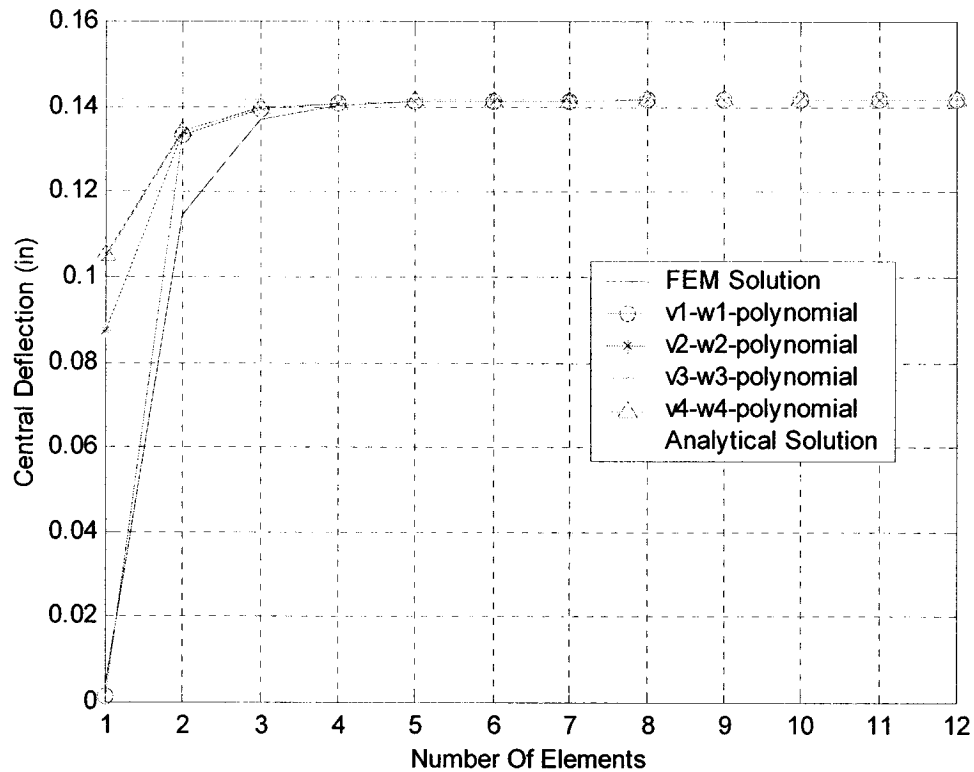 0.16
0.14
0.12
0.1
0.08
0.06
0.04
0.02
0
Central Deflection (in)
FEM Solution
v1-w1-polynomial
v2-w2-polynomial
v3-w3-polynomial
v4-w4-polynomial
Analytical Solution
1 2 3 4 5 6 7 8 9 10 11 12
Number Of Elements